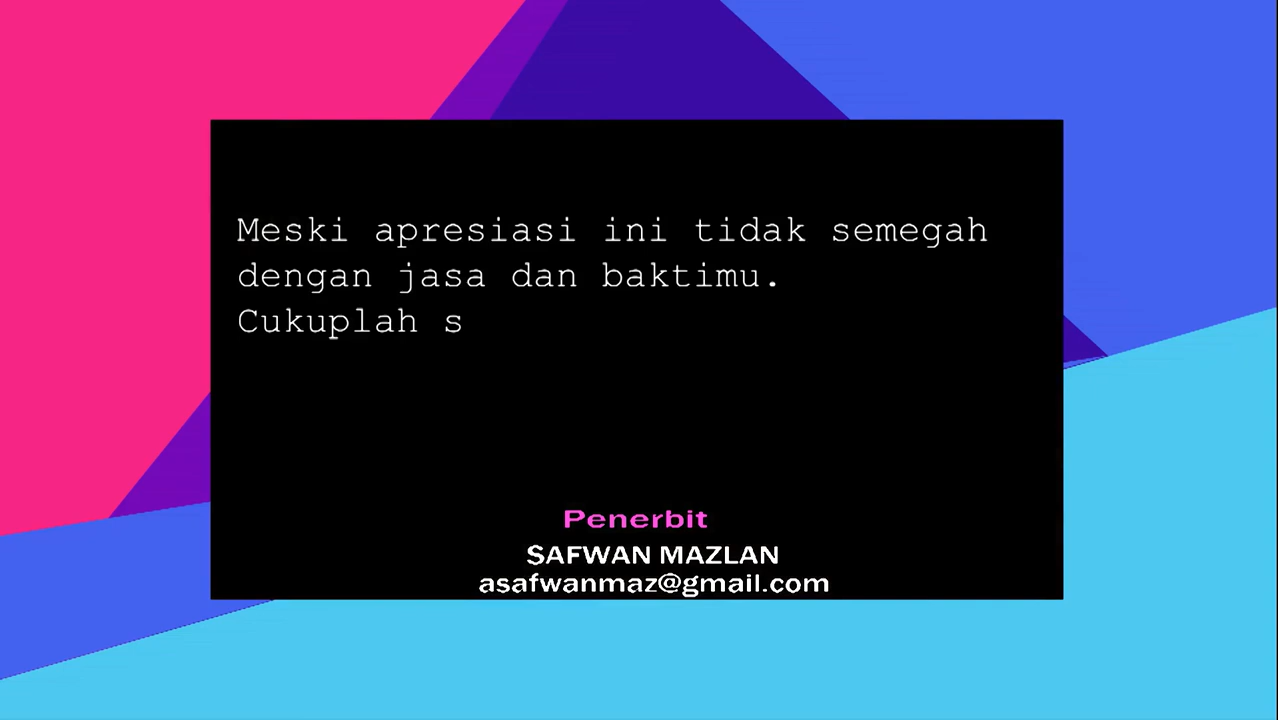 Meski apresiasi ini tidak semegah
dengan jasa dan baktimu.
Cukuplah s
Penerbit
SAFWAN MAZLAN
asafwanmaz@gmail.com